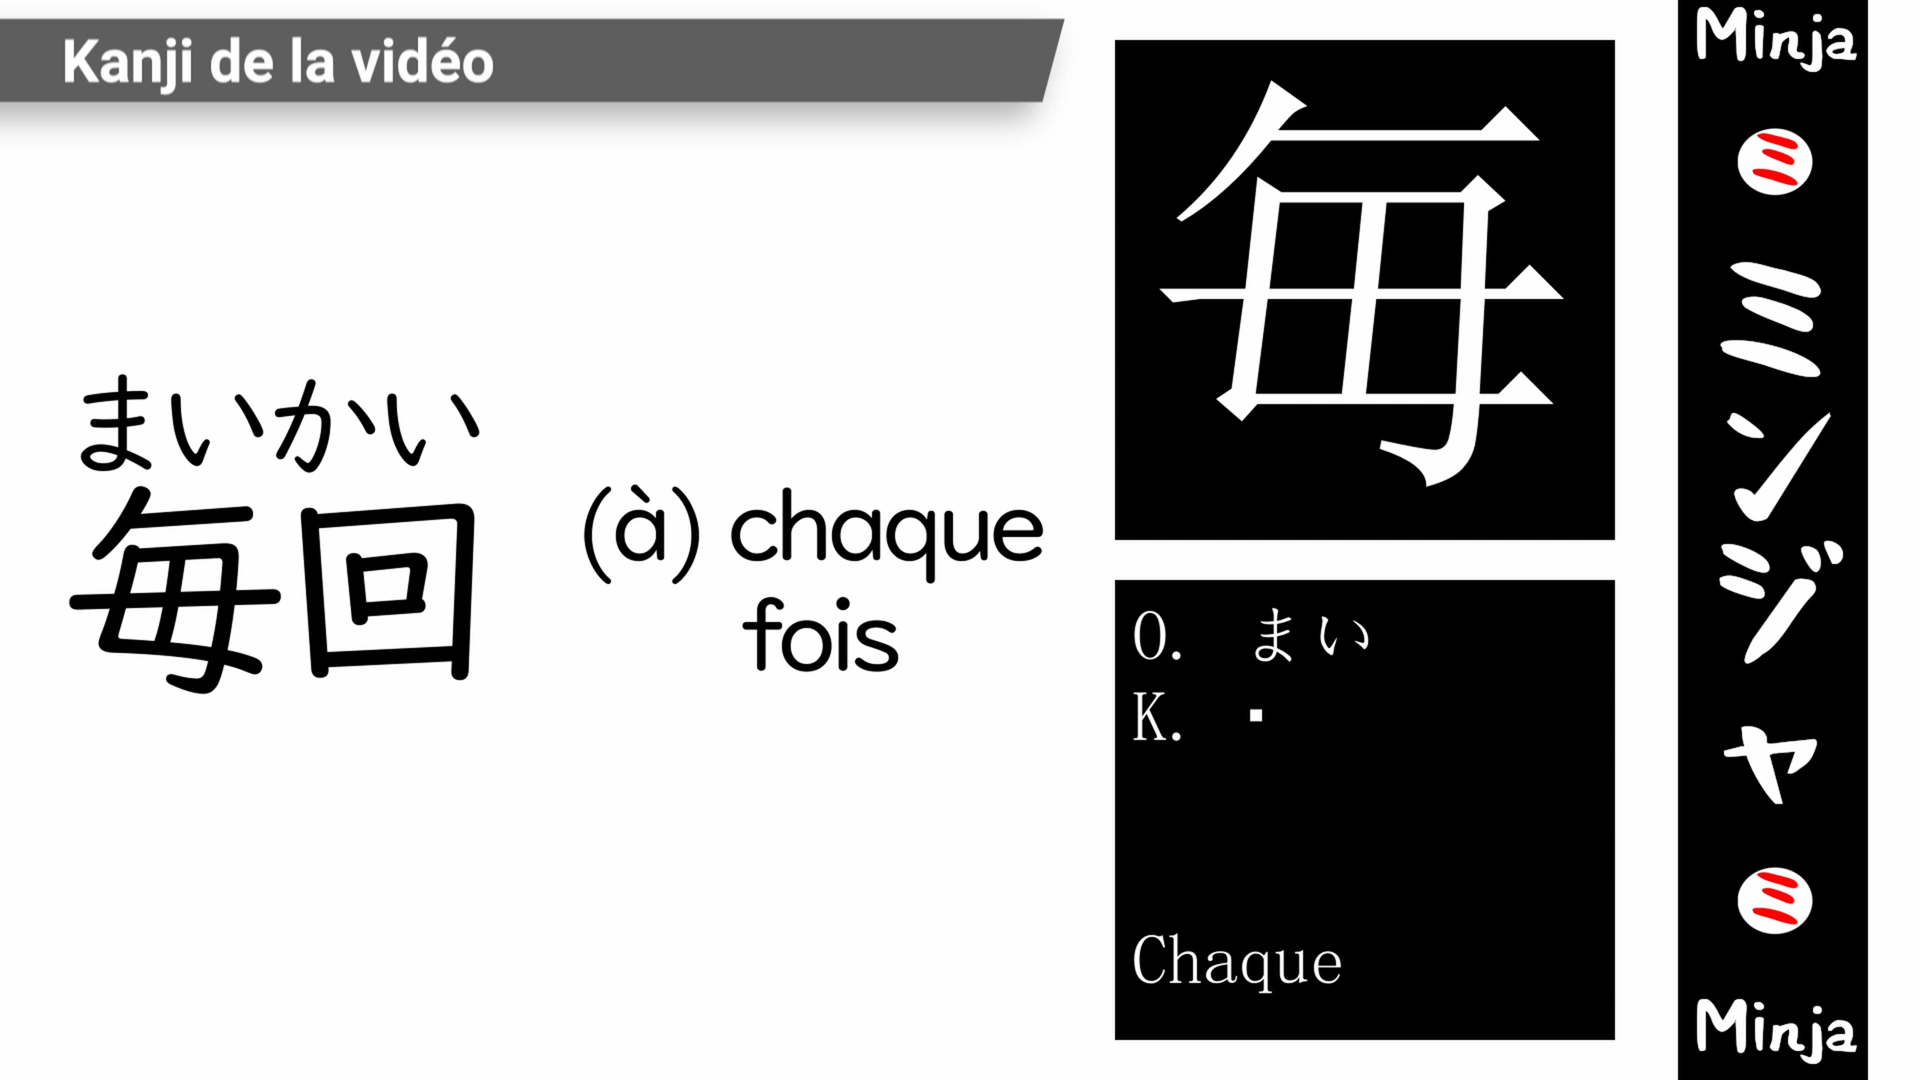 Kanji de la vidéo
まいかい
毎回
(à) chaque
fois
毎
O. まい
K. ▪
Chaque
Minja
ミ
ミンジャ
ミ
Minja